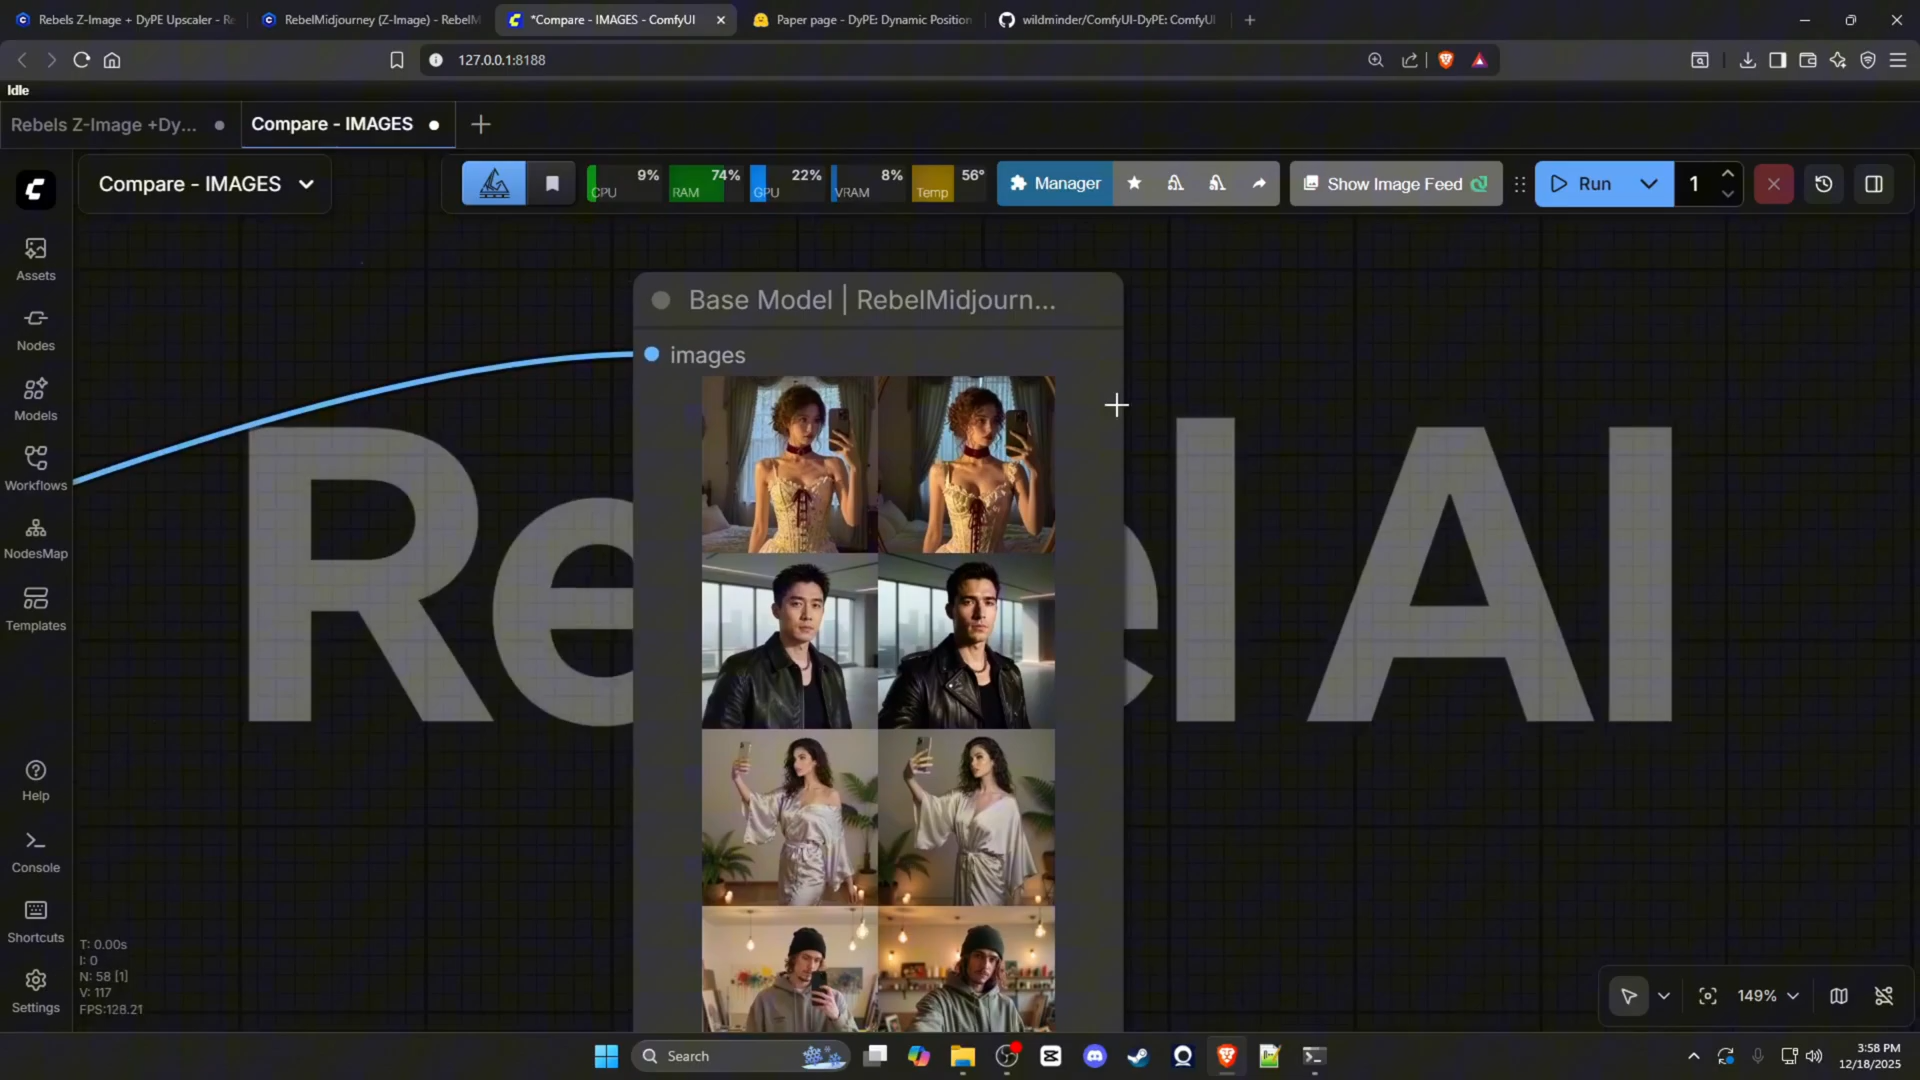 Rebels Z-Image + DyPE Upscaler - Re
RebelMidjourney (Z-Image) - RebelM
*Compare - IMAGES - ComfyUI
Paper page - DyPE: Dynamic Position
wildminder/ComfyUI-DyPE: ComfyUI
127.0.0.1:8188
Idle
Rebels Z-Image +Dy...
Compare - IMAGES
Compare - IMAGES
CPU 9%
RAM 74%
GPU 22%
VRAM 8%
Temp 56°
Manager
Show Image Feed
Run
1
Assets
Nodes
Models
Workflows
NodesMap
Templates
Help
Console
Shortcuts
Settings
Base Model | RebelMidjourn...
images
Re
el AI
T: 0.00s
I: 0
N: 58 [1]
V: 117
FPS:128.21
149%
Search
3:58 PM
12/18/2025